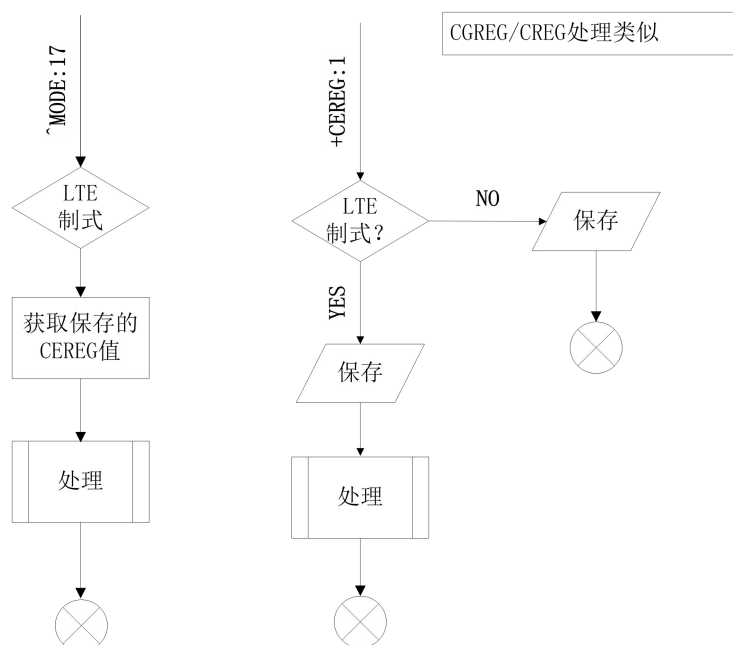 CGREG/CREG处理类似
^MODE:17
LTE
制式
获取保存的
CEREG值
处理
+CEREG:1
LTE
制式?
NO
保存
YES
保存
处理